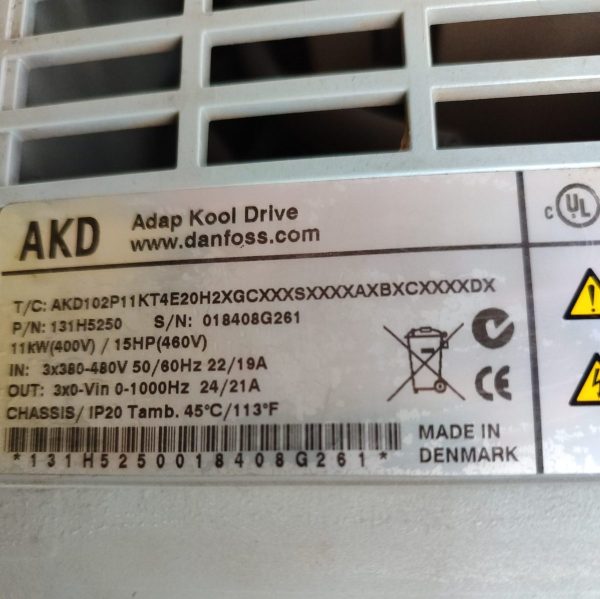 AKD
Adap Kool Drive
www.danfoss.com
T/C: AKD102P11KT4E20H2XGCXXXSXXXXAXBXCXXXXDX
P/N: 131H5250 S/N: 018408G261
11kW(400V) / 15HP(460V)
IN: 3x380-480V 50/60Hz 22/19A
OUT: 3x0-Vin 0-1000Hz 24/21A
CHASSIS/ IP20 Tamb. 45°C/113°F
*131H5250018408G261*
MADE IN
DENMARK
CE
c UL